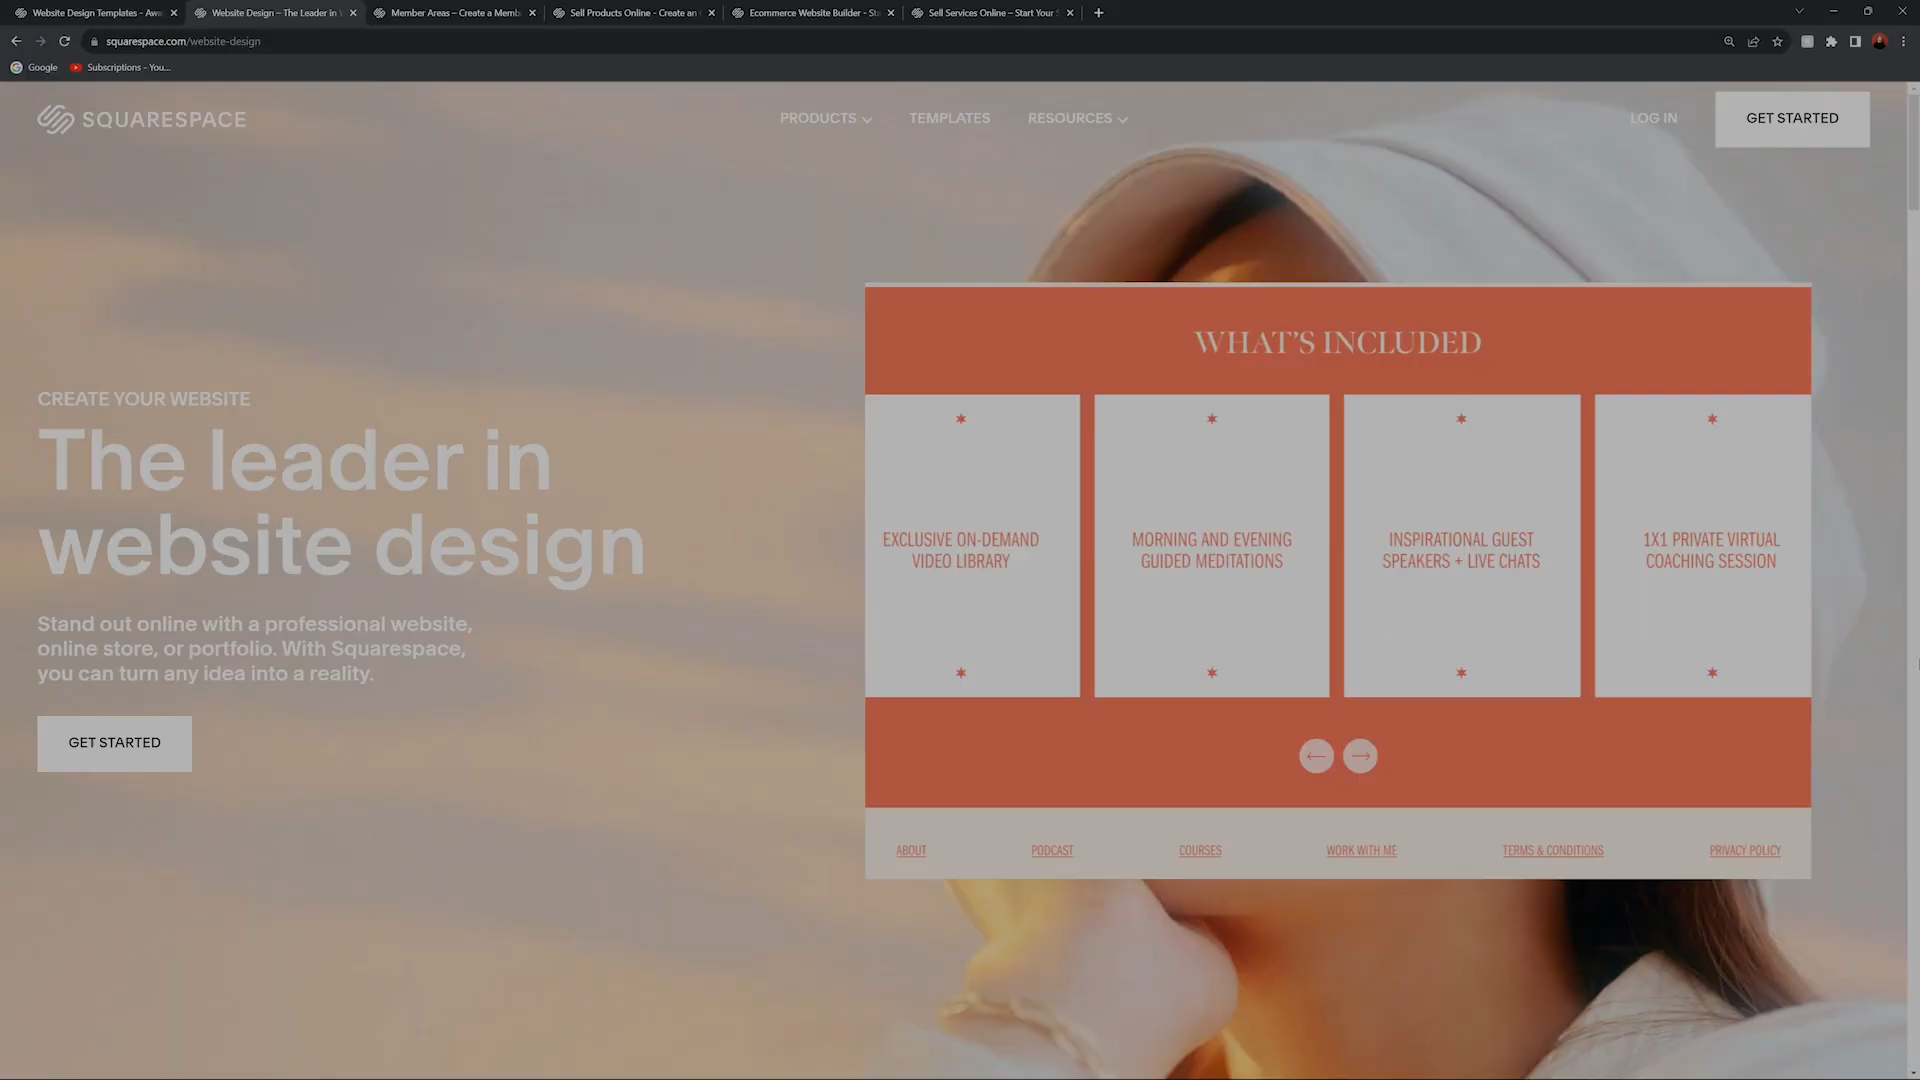 Website Design Templates - Awa
Website Design – The Leader in
Member Areas – Create a Memb
Sell Products Online - Create an
Ecommerce Website Builder - Sta
Sell Services Online – Start Your
squarespace.com/website-design
Google
Subscriptions - You...
SQUARESPACE
PRODUCTS
TEMPLATES
RESOURCES
LOG IN
GET STARTED
CREATE YOUR WEBSITE
The leader in
website design
Stand out online with a professional website,
online store, or portfolio. With Squarespace,
you can turn any idea into a reality.
GET STARTED
WHAT'S INCLUDED
EXCLUSIVE ON-DEMAND
VIDEO LIBRARY
MORNING AND EVENING
GUIDED MEDITATIONS
INSPIRATIONAL GUEST
SPEAKERS + LIVE CHATS
1X1 PRIVATE VIRTUAL
COACHING SESSION
ABOUT
PODCAST
COURSES
WORK WITH ME
TERMS & CONDITIONS
PRIVACY POLICY